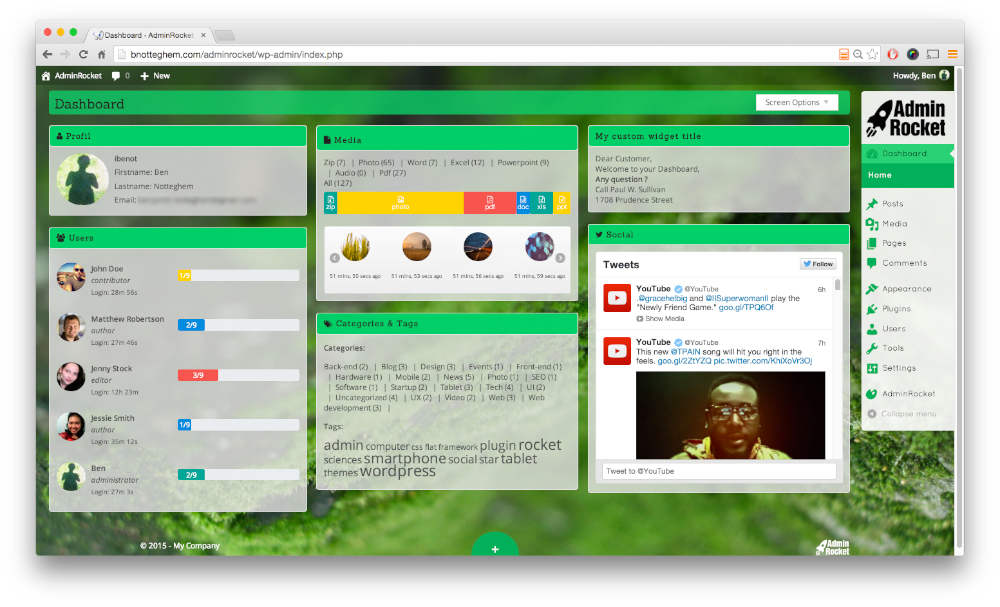 Dashboard ‹ AdminRocket
bnotteghem.com/adminrocket/wp-admin/index.php
AdminRocket 0 + New
Howdy, Ben
Dashboard
Screen Options
Profil
ibenot
Firstname: Ben
Lastname: Notteghem
Email:
Users
John Doe
contributor
Login: 28m 56s
1/9
Matthew Robertson
author
Login: 27m 46s
2/9
Jenny Stock
editor
Login: 12h 23m
3/9
Jessie Smith
author
Login: 35m 12s
1/9
Ben
administrator
Login: 27m 3s
2/9
Media
Zip (7) | Photo (65) | Word (7) | Excel (12) | Powerpoint (9)
| Audio (0) | Pdf (27)
All (127)
zip photo pdf doc xls ppt
51 mins, 50 secs ago 51 mins, 53 secs ago 51 mins, 56 secs ago 51 mins, 59 secs ago
Categories & Tags
Categories:
Back-end (2) | Blog (3) | Design (3) | Events (1) | Front-end (1)
| Hardware (1) | Mobile (2) | News (5) | Photo (1) | SEO (1)
| Software (1) | Startup (2) | Tablet (3) | Tech (4) | UI (2)
| Uncategorized (4) | UX (2) | Video (2) | Web (3) | Web
development (3) |
Tags:
admin computer css flat framework plugin rocket
sciences smartphone social star tablet
themes wordpress
My custom widget title
Dear Customer,
Welcome to your Dashboard,
Any question ?
Call Paul W. Sullivan
1708 Prudence Street
Social
Tweets
Follow
YouTube @YouTube 6h
.@gracehelbig and @IISuperwomanII play the
"Newly Friend Game." goo.gl/TPQ6Of
Show Media
YouTube @YouTube 7h
This new @TPAIN song will hit you right in the
feels. goo.gl/2ZtYZQ pic.twitter.com/KhiXoVr3Oj
Tweet to @YouTube
Admin
Rocket
Dashboard
Home
Posts
Media
Pages
Comments
Appearance
Plugins
Users
Tools
Settings
AdminRocket
Collapse menu
© 2015 - My Company
+
Admin
Rocket